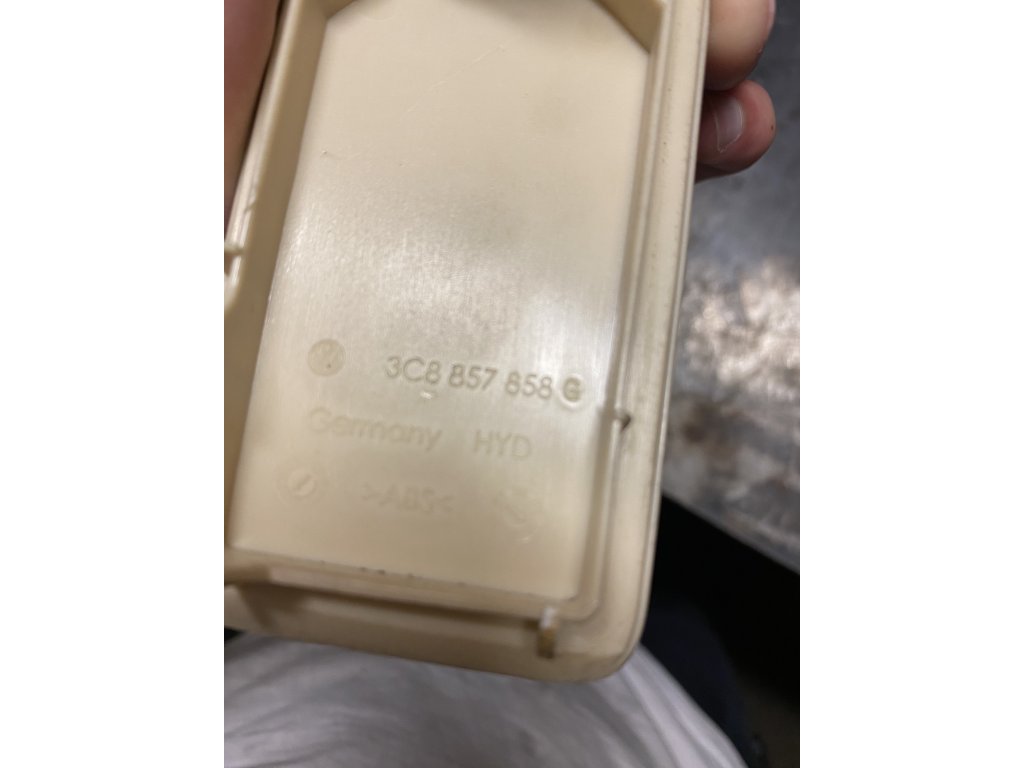 3C8 857 858 G
Germany HYD
>ABS<